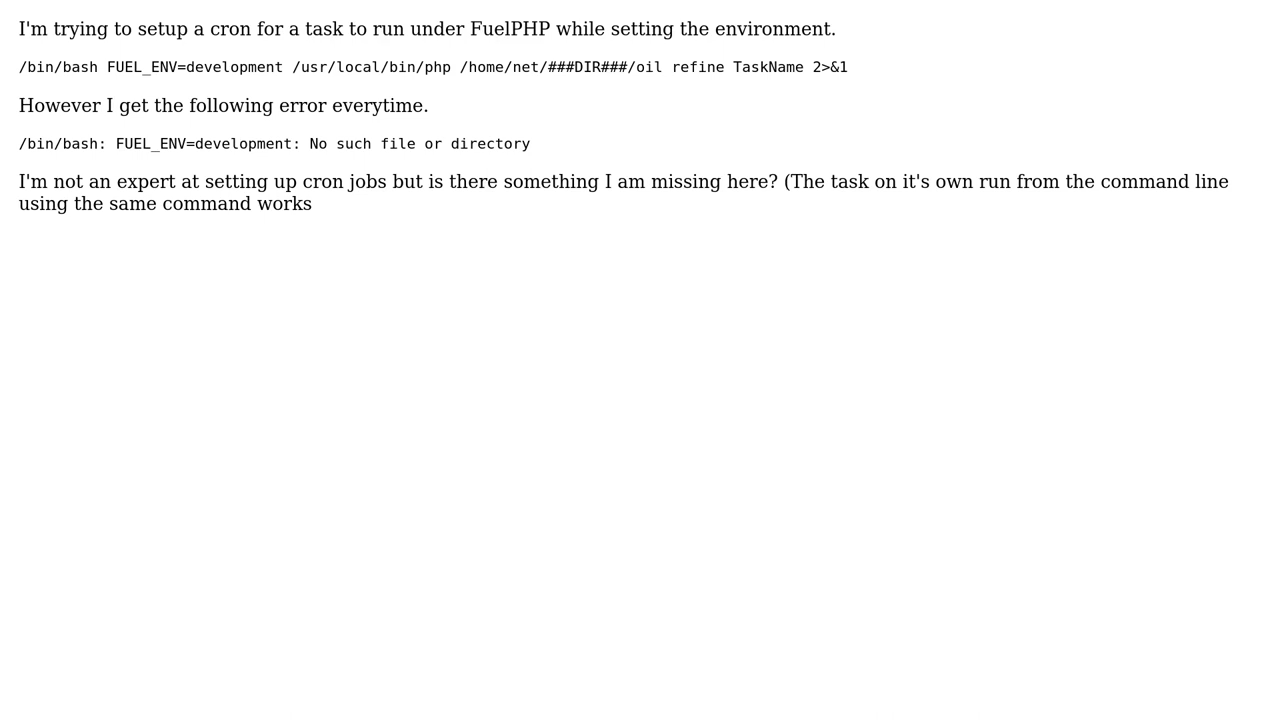 I'm trying to setup a cron for a task to run under FuelPHP while setting the environment.
/bin/bash FUEL_ENV=development /usr/local/bin/php /home/net/###DIR###/oil refine TaskName 2>&1
However I get the following error everytime.
/bin/bash: FUEL_ENV=development: No such file or directory
I'm not an expert at setting up cron jobs but is there something I am missing here? (The task on it's own run from the command line
using the same command works